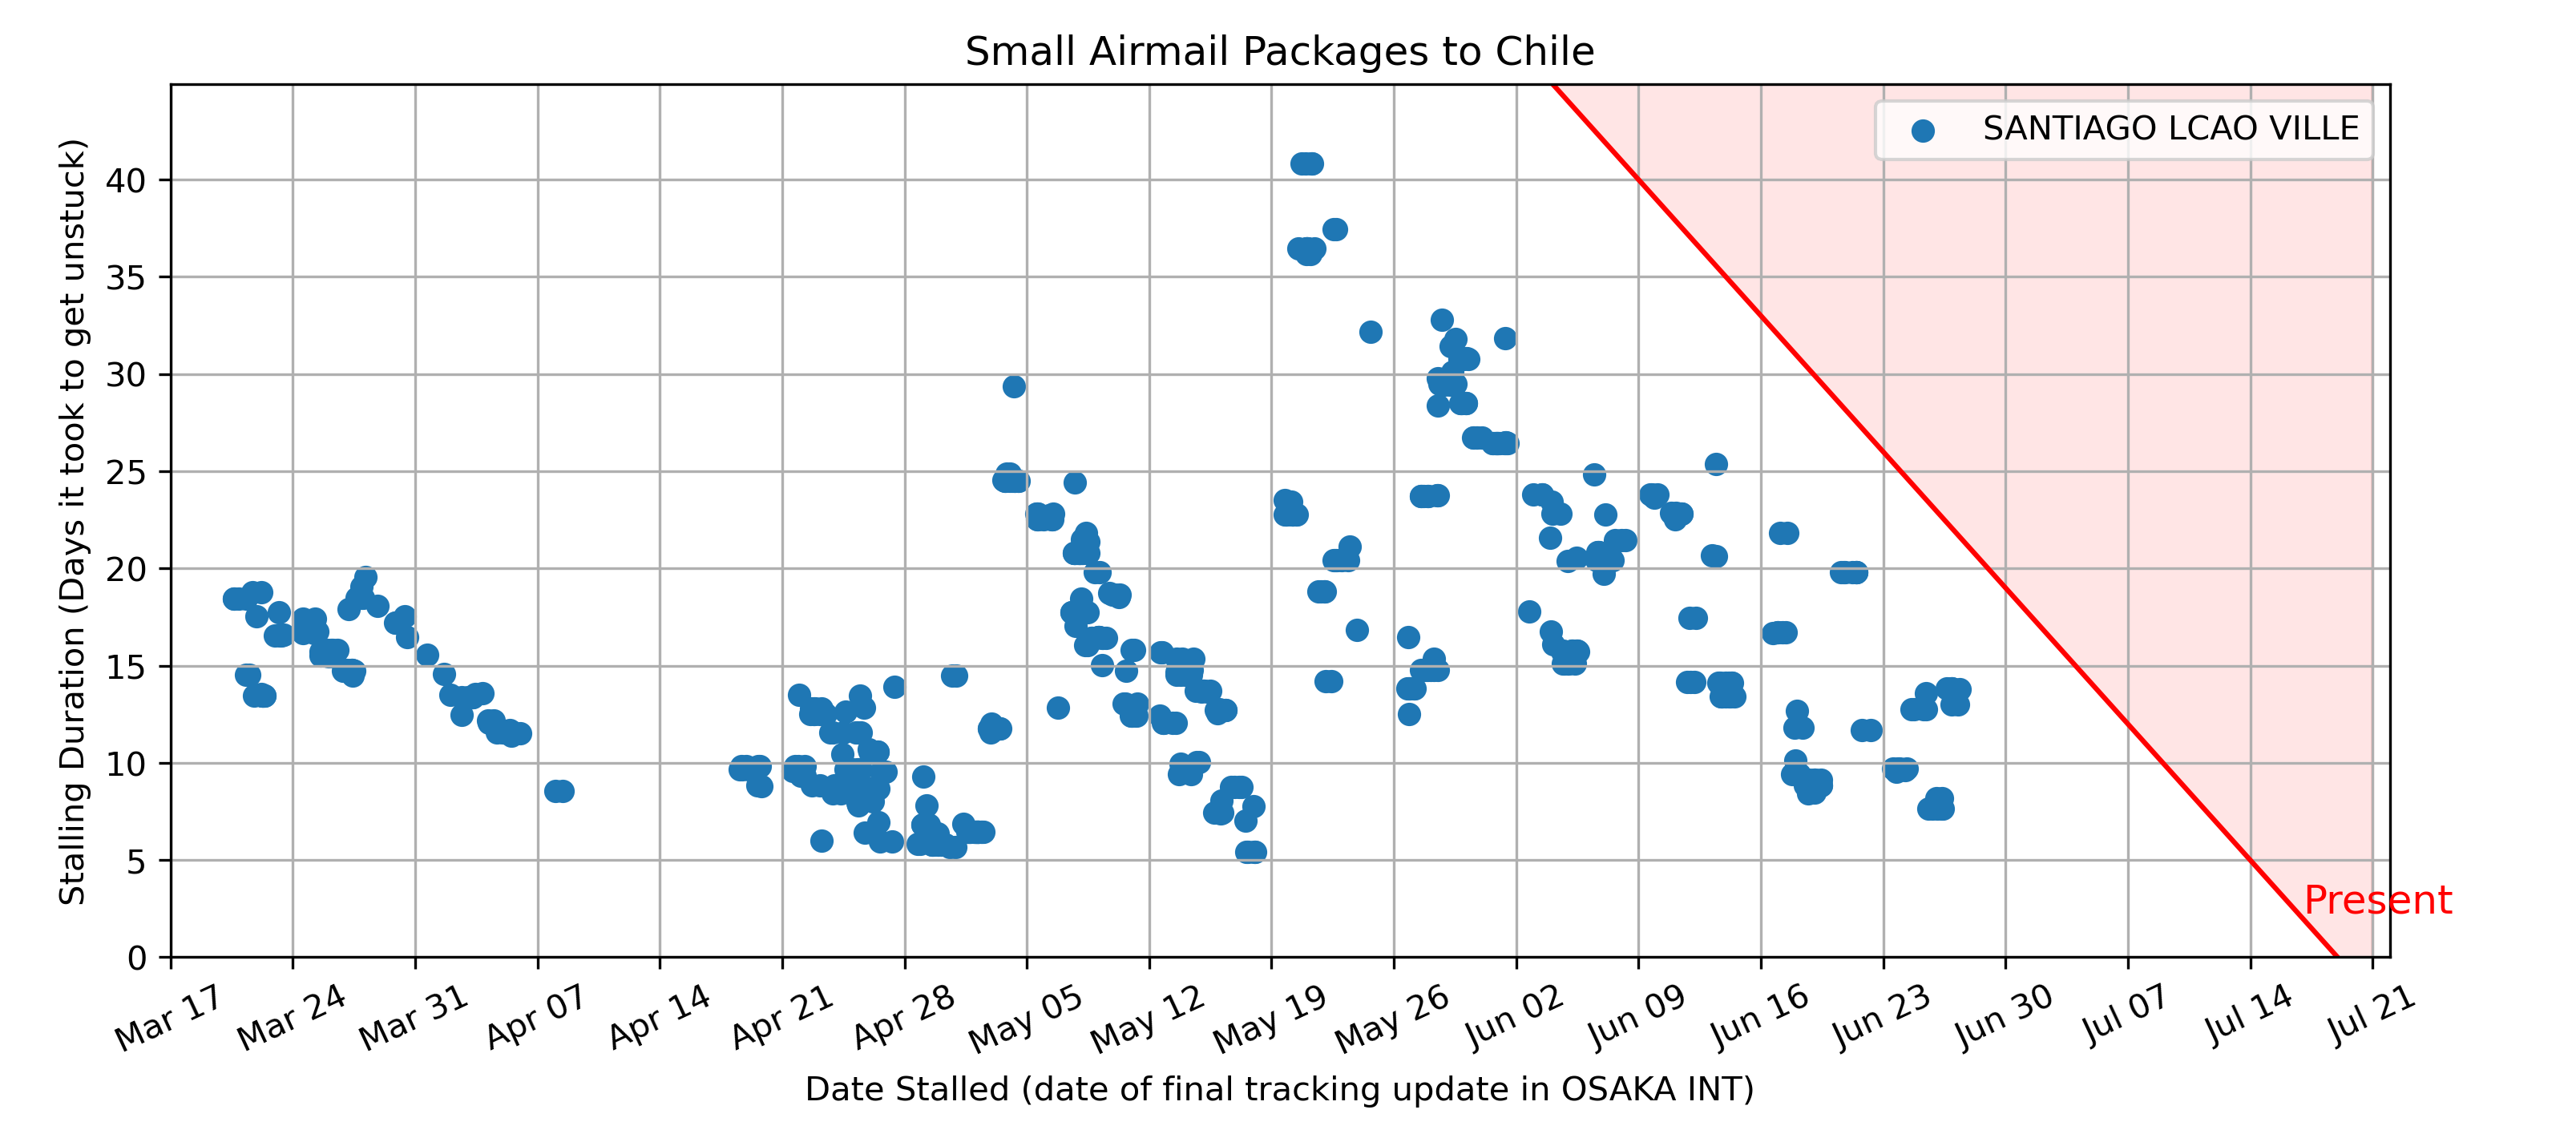 Small Airmail Packages to Chile
SANTIAGO LCAO VILLE
Stalling Duration (Days it took to get unstuck)
40
35
30
25
20
15
10
5
0
Present
Mar 17
Mar 24
Mar 31
Apr 07
Apr 14
Apr 21
Apr 28
May 05
May 12
May 19
May 26
Jun 02
Jun 09
Jun 16
Jun 23
Jun 30
Jul 07
Jul 14
Jul 21
Date Stalled (date of final tracking update in OSAKA INT)